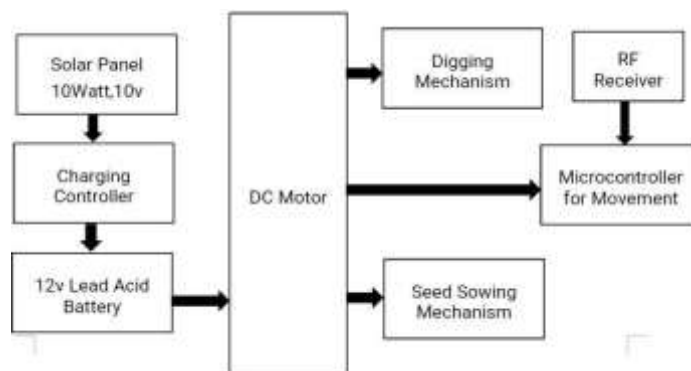 Solar Panel
10Watt,10v
Charging
Controller
12v Lead Acid
Battery
DC Motor
Digging
Mechanism
RF
Receiver
Microcontroller
for Movement
Seed Sowing
Mechanism